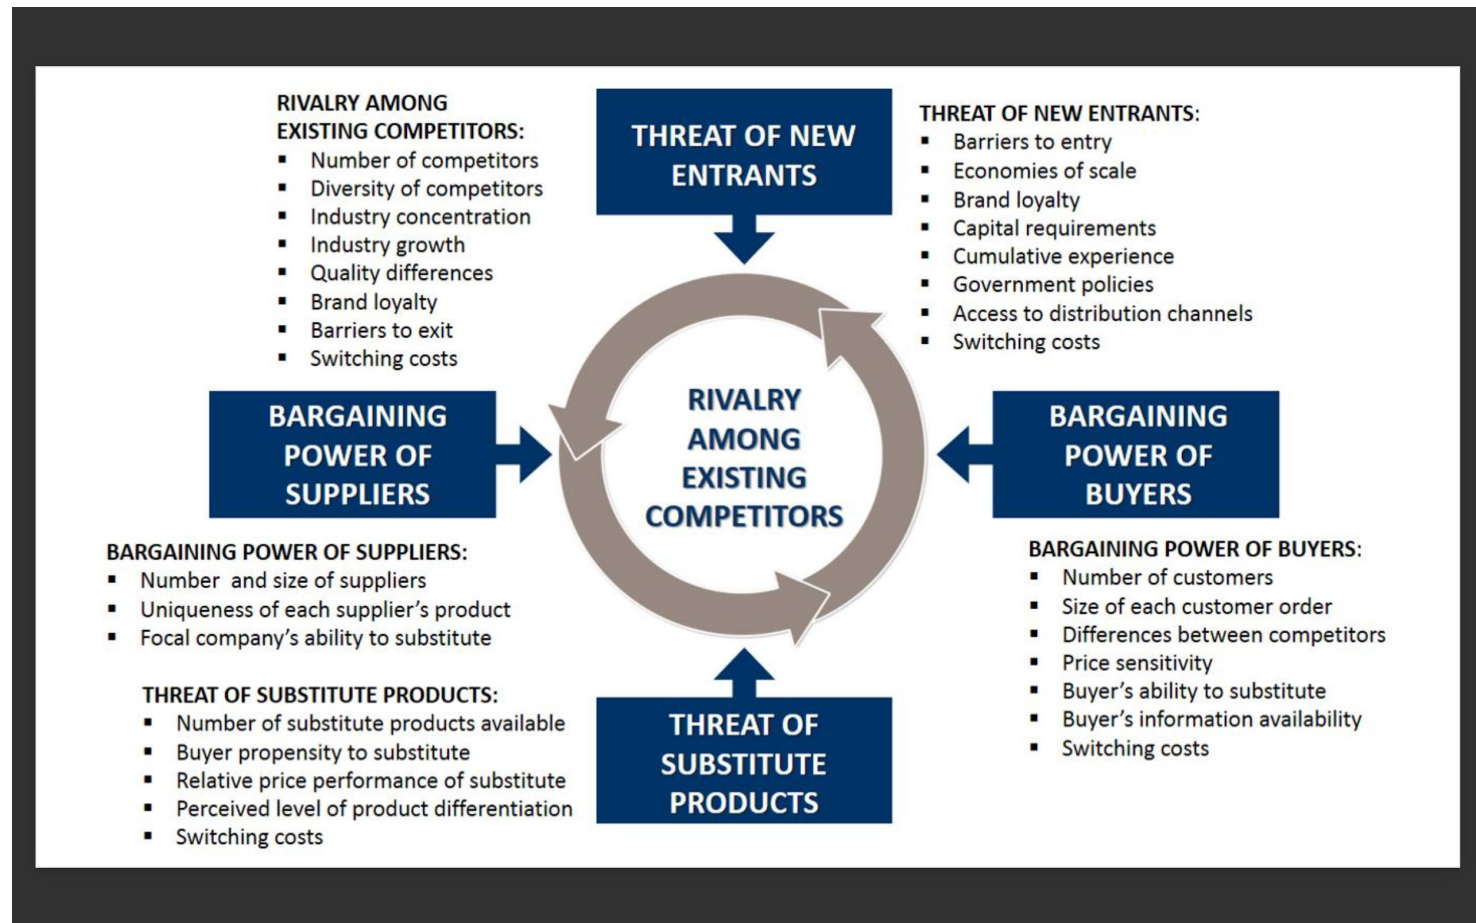 RIVALRY AMONG
EXISTING COMPETITORS:
▪ Number of competitors
▪ Diversity of competitors
▪ Industry concentration
▪ Industry growth
▪ Quality differences
▪ Brand loyalty
▪ Barriers to exit
▪ Switching costs
THREAT OF NEW
ENTRANTS
THREAT OF NEW ENTRANTS:
▪ Barriers to entry
▪ Economies of scale
▪ Brand loyalty
▪ Capital requirements
▪ Cumulative experience
▪ Government policies
▪ Access to distribution channels
▪ Switching costs
BARGAINING
POWER OF
SUPPLIERS
RIVALRY
AMONG
EXISTING
COMPETITORS
BARGAINING
POWER OF
BUYERS
BARGAINING POWER OF SUPPLIERS:
▪ Number and size of suppliers
▪ Uniqueness of each supplier's product
▪ Focal company's ability to substitute
BARGAINING POWER OF BUYERS:
▪ Number of customers
▪ Size of each customer order
▪ Differences between competitors
▪ Price sensitivity
▪ Buyer's ability to substitute
▪ Buyer's information availability
▪ Switching costs
THREAT OF SUBSTITUTE PRODUCTS:
▪ Number of substitute products available
▪ Buyer propensity to substitute
▪ Relative price performance of substitute
▪ Perceived level of product differentiation
▪ Switching costs
THREAT OF
SUBSTITUTE
PRODUCTS